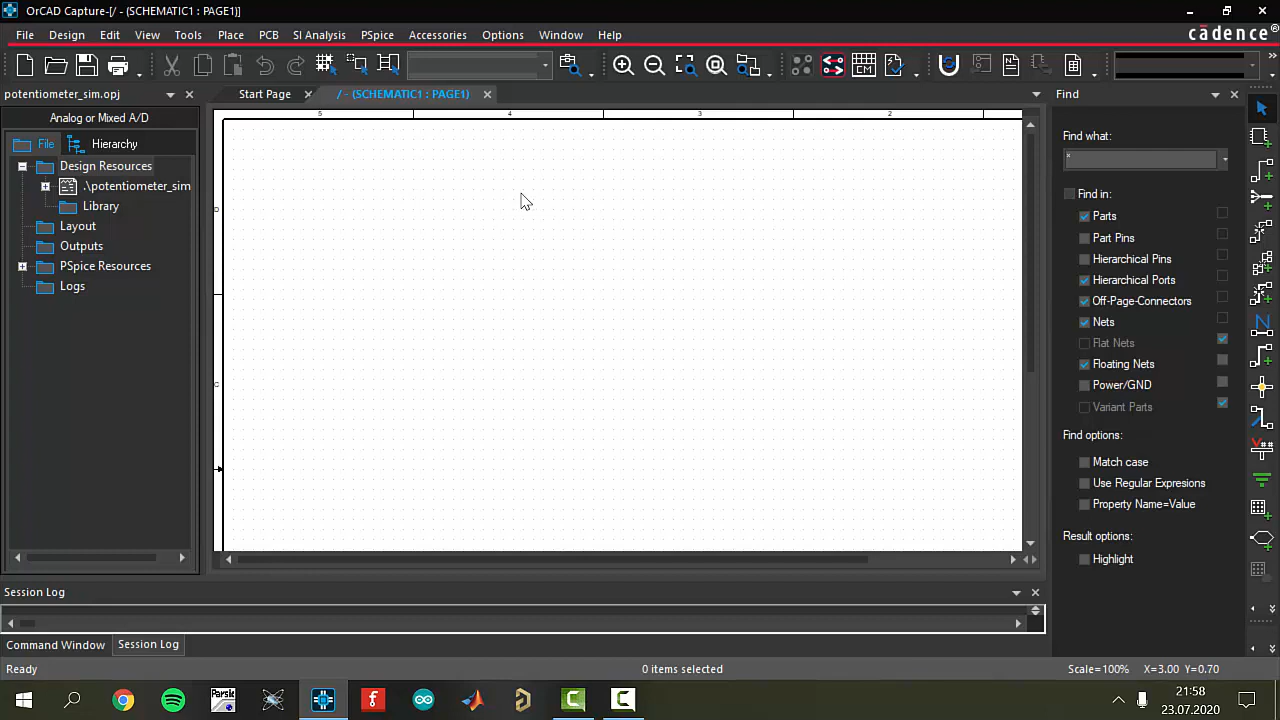 OrCAD Capture-[/ - (SCHEMATIC1 : PAGE1)]
File Design Edit View Tools Place PCB SI Analysis PSpice Accessories Options Window Help
cādence®
potentiometer_sim.opj
Start Page
/ - (SCHEMATIC1 : PAGE1)
Find
Analog or Mixed A/D
File
Hierarchy
Design Resources
.\potentiometer_sim
Library
Layout
Outputs
PSpice Resources
Logs
5 4 3 2
D
C
Find what:
*
Find in:
Parts
Part Pins
Hierarchical Pins
Hierarchical Ports
Off-Page-Connectors
Nets
Flat Nets
Floating Nets
Power/GND
Variant Parts
Find options:
Match case
Use Regular Expresions
Property Name=Value
Result options:
Highlight
Session Log
Command Window
Session Log
Ready
0 items selected
Scale=100% X=3.00 Y=0.70
21:58
23.07.2020